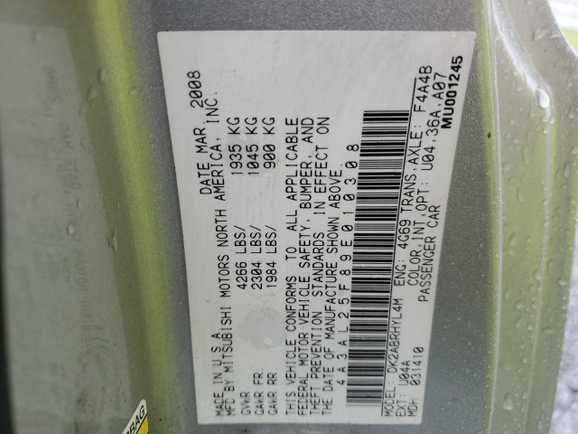 MADE IN U.S.A. DATE MAR 2008
MFD BY MITSUBISHI MOTORS NORTH AMERICA, INC.
GVWR 4266 LBS/ 1935 KG
GAWR FR. 2304 LBS/ 1045 KG
GAWR RR 1984 LBS/ 900 KG
THIS VEHICLE CONFORMS TO ALL APPLICABLE
FEDERAL MOTOR VEHICLE SAFETY, BUMPER, AND
THEFT PREVENTION STANDARDS IN EFFECT ON
THE DATE OF MANUFACTURE SHOWN ABOVE.
4A3AL25F89E010308
MODEL: DK2ABRHYL4M ENG: 4G69 TRANS,AXLE: F4A4B
EXT: U04A COLOR,INT,OPT: U04.36A.A07
MDH 031410 PASSENGER CAR MU001245